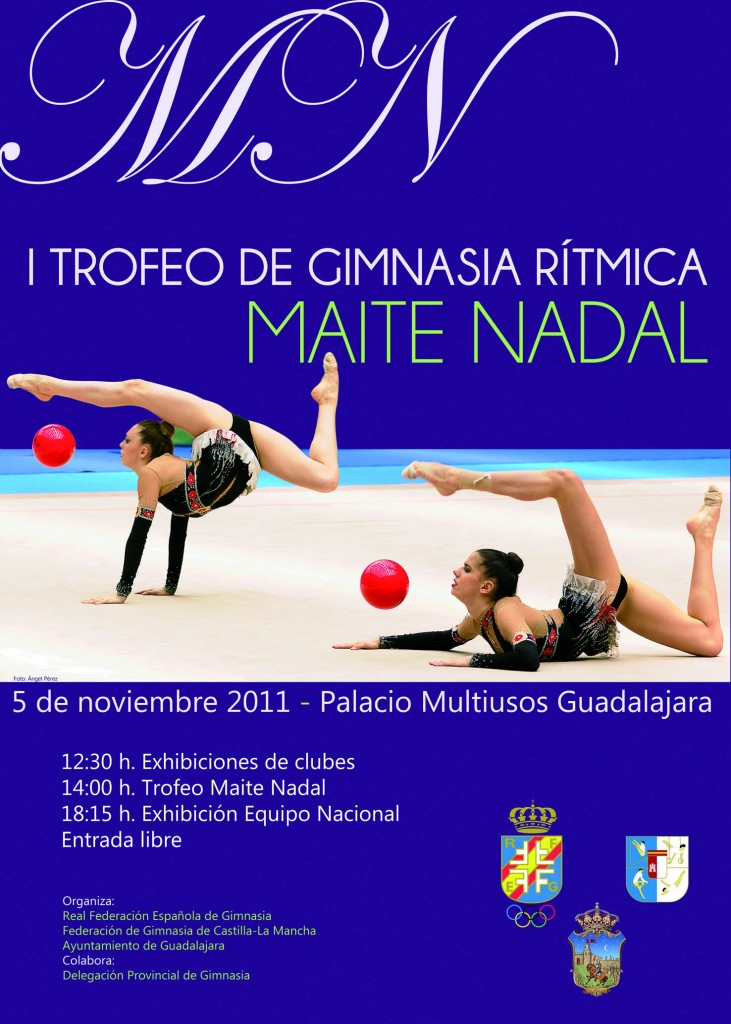 MN
I TROFEO DE GIMNASIA RÍTMICA
MAITE NADAL
Foto: Ángel Pérez
5 de noviembre 2011 - Palacio Multiusos Guadalajara
12:30 h. Exhibiciones de clubes
14:00 h. Trofeo Maite Nadal
18:15 h. Exhibición Equipo Nacional
Entrada libre
R F
E G
Organiza:
Real Federación Española de Gimnasia
Federación de Gimnasia de Castilla-La Mancha
Ayuntamiento de Guadalajara
Colabora:
Delegación Provincial de Gimnasia